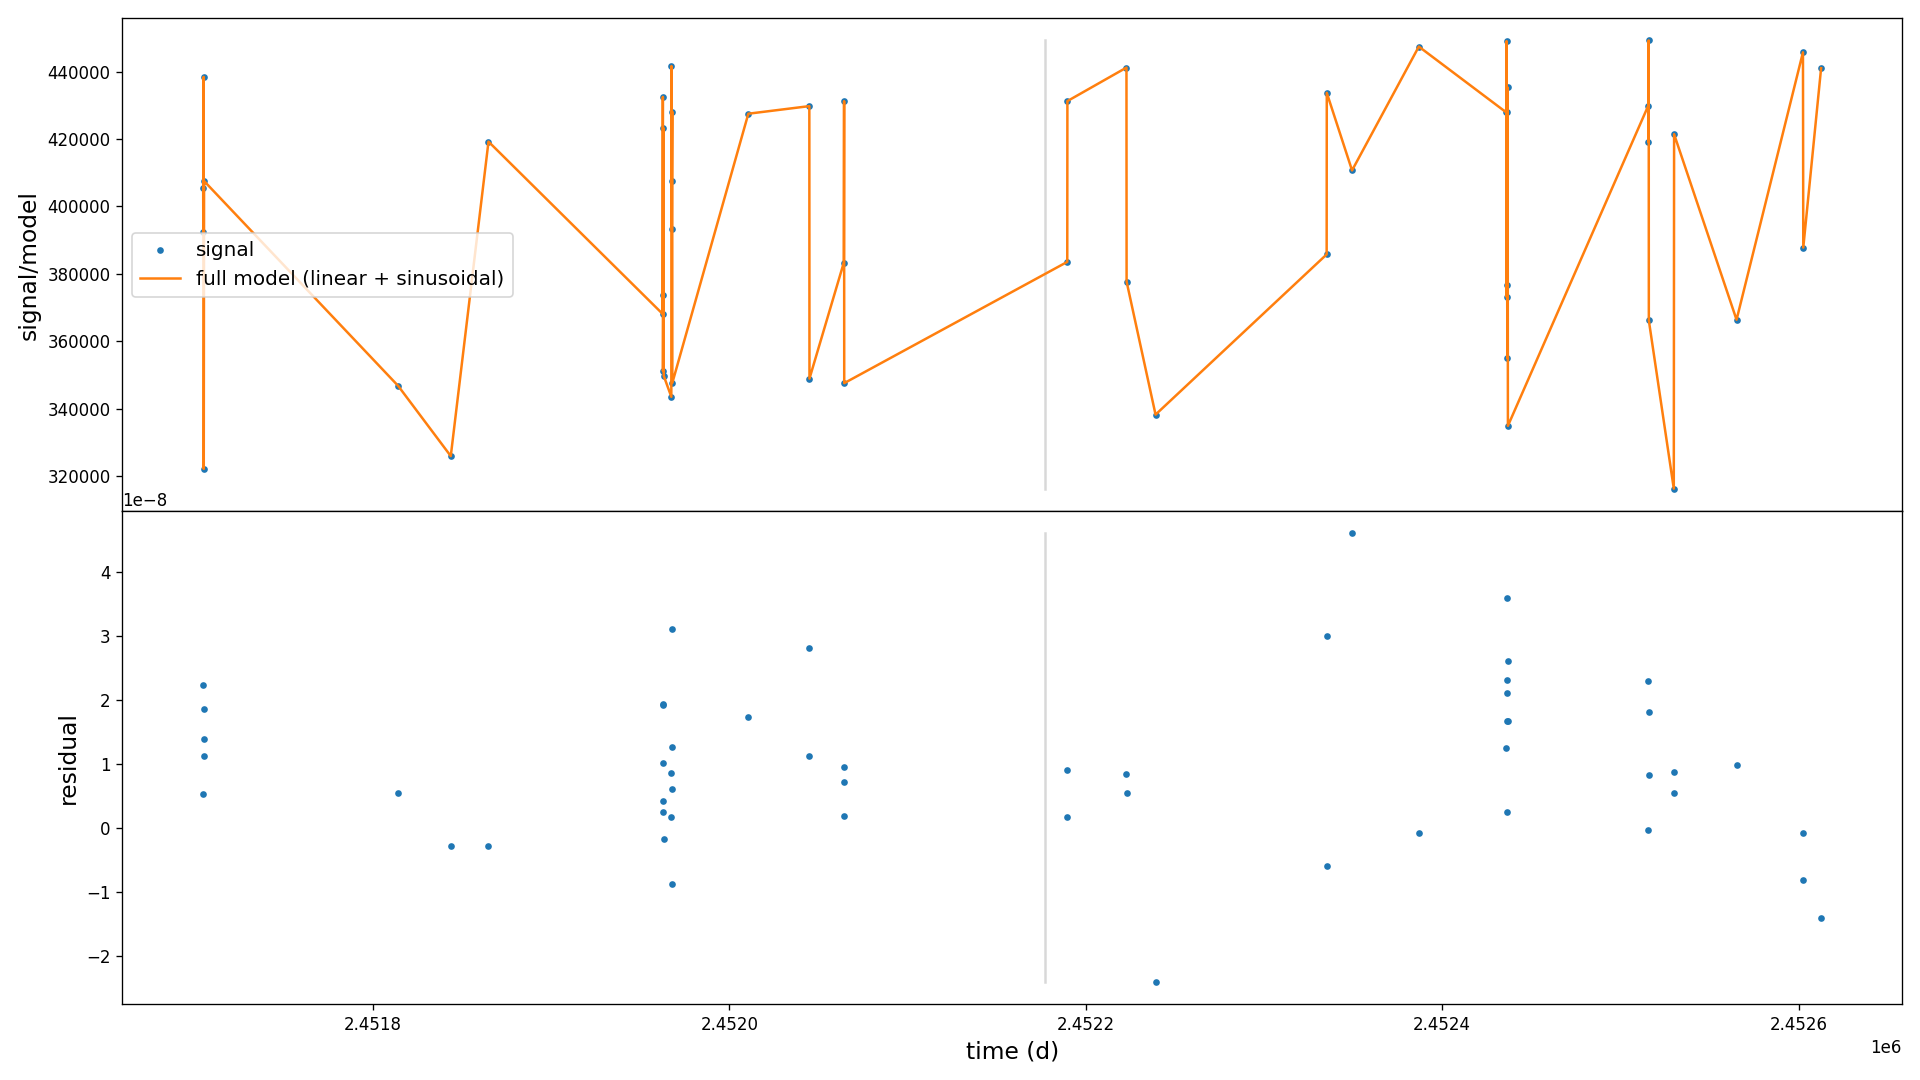 signal/model
440000
420000
400000
380000
360000
340000
320000
signal
full model (linear + sinusoidal)
1e−8
residual
4
3
2
1
0
−1
−2
2.4518
2.4520
2.4522
2.4524
2.4526
time (d)
1e6